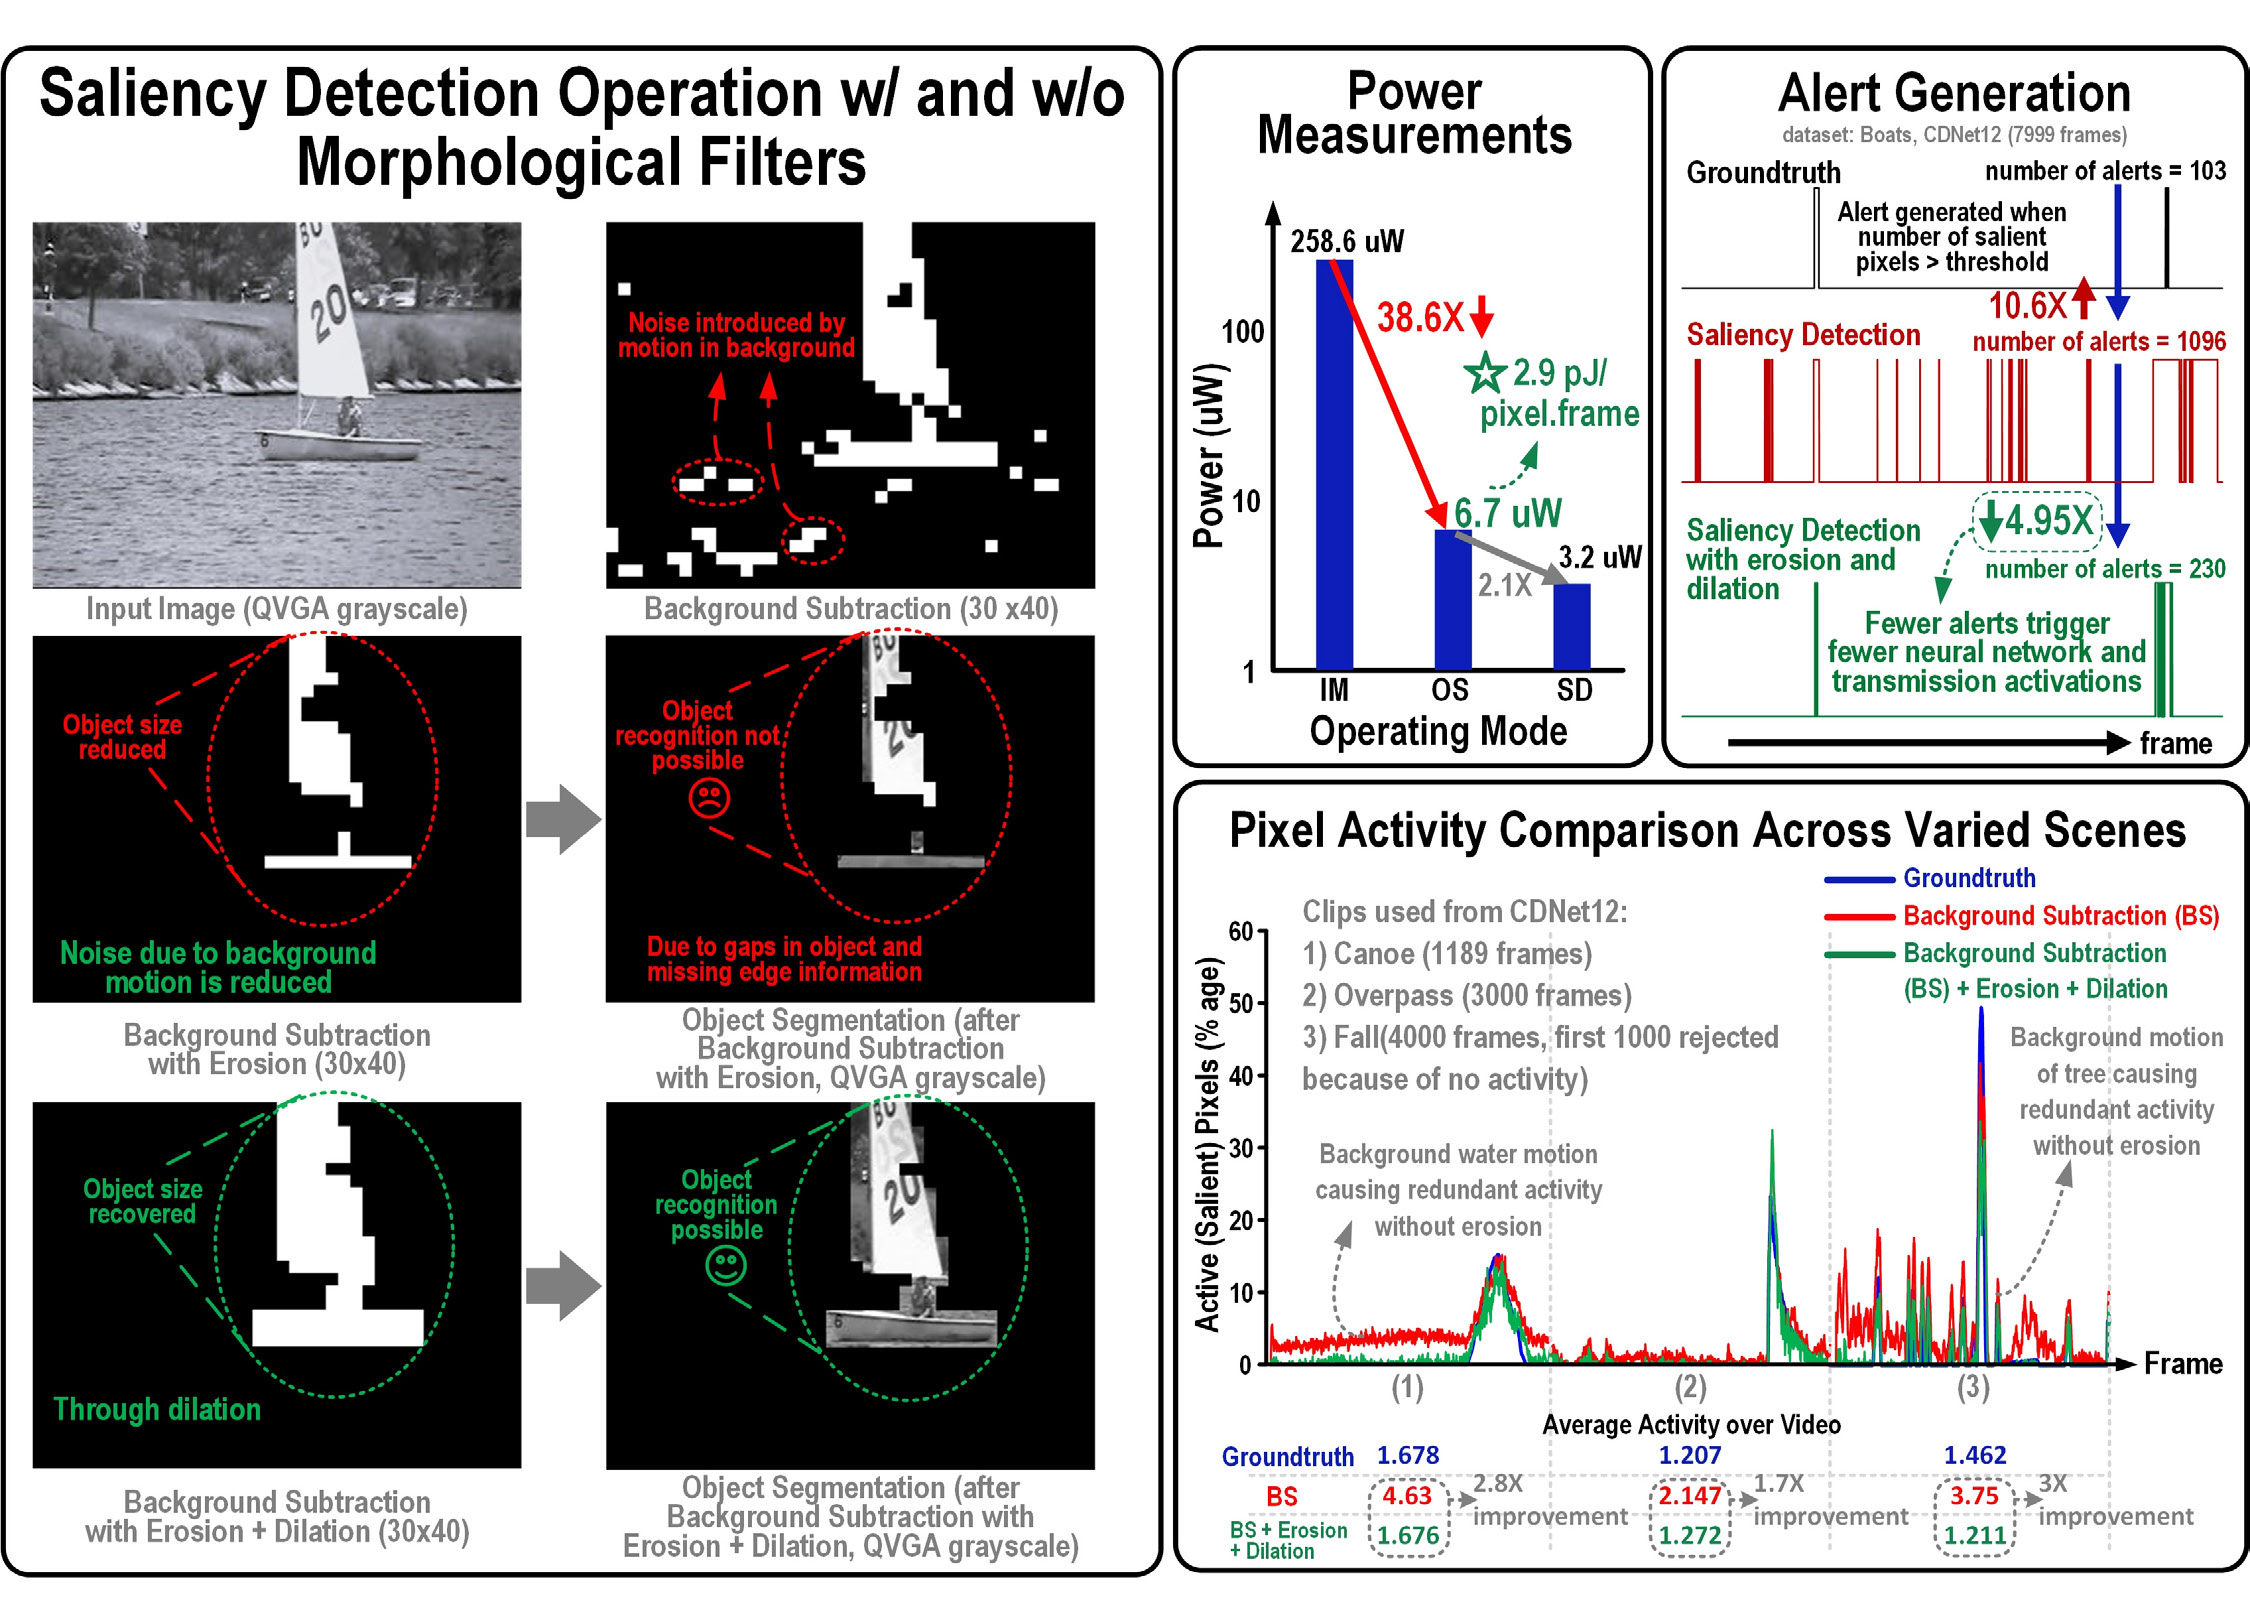 Saliency Detection Operation w/ and w/o
Morphological Filters
BU
20
6
Input Image (QVGA grayscale)
Noise introduced by
motion in background
Background Subtraction (30 x40)
Object size
reduced
Noise due to background
motion is reduced
Background Subtraction
with Erosion (30x40)
BU
20
Object
recognition not
possible
Due to gaps in object and
missing edge information
Object Segmentation (after
Background Subtraction
with Erosion, QVGA grayscale)
Object size
recovered
Through dilation
Background Subtraction
with Erosion + Dilation (30x40)
BU
20
6
Object
recognition
possible
Object Segmentation (after
Background Subtraction with
Erosion + Dilation, QVGA grayscale)
Power
Measurements
Power (uW)
100
10
1
258.6 uW
38.6X
2.9 pJ/
pixel.frame
6.7 uW
2.1X
3.2 uW
IM OS SD
Operating Mode
Alert Generation
dataset: Boats, CDNet12 (7999 frames)
Groundtruth
number of alerts = 103
Alert generated when
number of salient
pixels > threshold
10.6X
Saliency Detection
number of alerts = 1096
4.95X
Saliency Detection
with erosion and
dilation
number of alerts = 230
Fewer alerts trigger
fewer neural network and
transmission activations
frame
Pixel Activity Comparison Across Varied Scenes
Groundtruth
Background Subtraction (BS)
Background Subtraction
(BS) + Erosion + Dilation
Clips used from CDNet12:
1) Canoe (1189 frames)
2) Overpass (3000 frames)
3) Fall(4000 frames, first 1000 rejected
because of no activity)
Active (Salient) Pixels (% age)
60
50
40
30
20
10
0
Background water motion
causing redundant activity
without erosion
Background motion
of tree causing
redundant activity
without erosion
Frame
(1) (2) (3)
Average Activity over Video
Groundtruth 1.678 1.207 1.462
BS 4.63 2.147 3.75
2.8X
improvement
1.7X
improvement
3X
improvement
BS + Erosion
+ Dilation
1.676 1.272 1.211